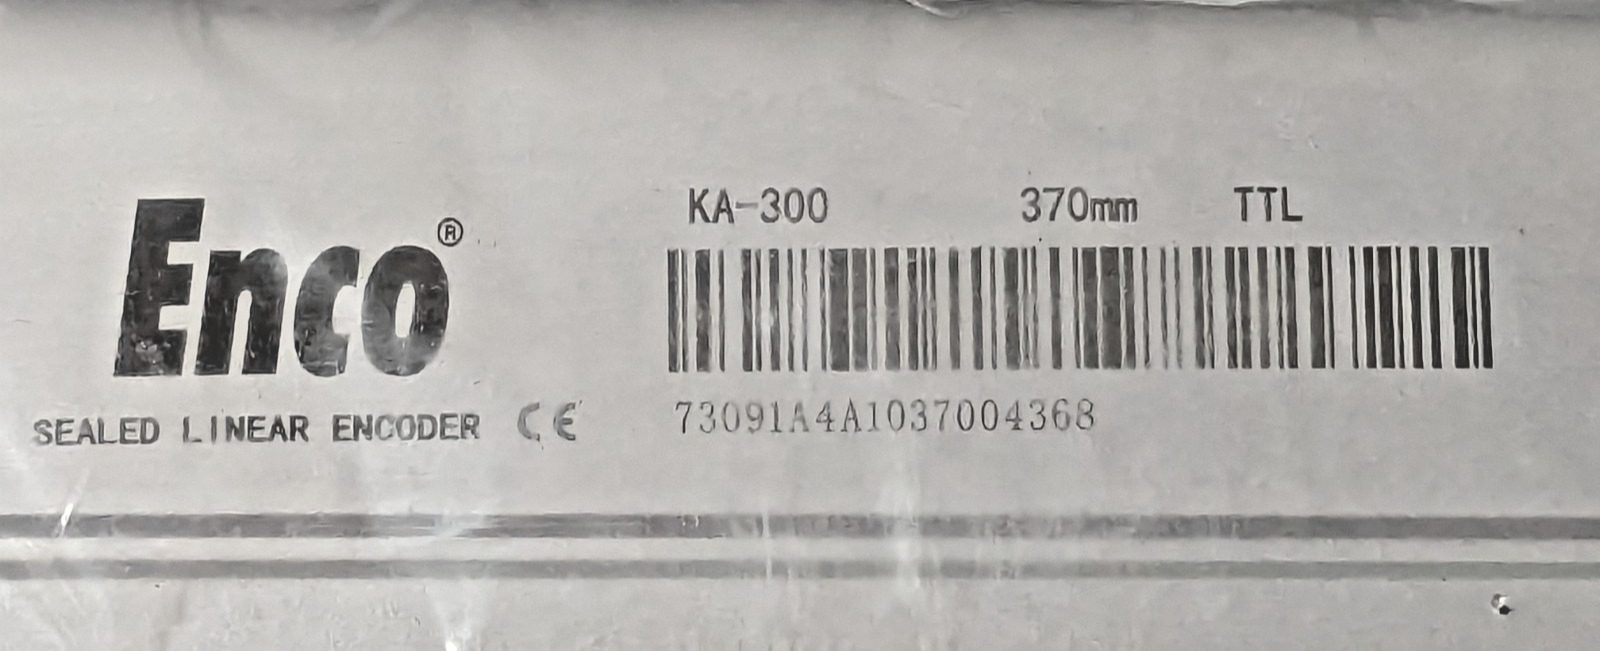 Enco®
SEALED LINEAR ENCODER CE
KA-300 370mm TTL
73091A4A1037004368